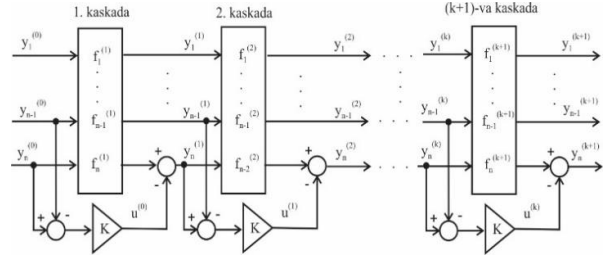 1. kaskada 2. kaskada (k+1)-va kaskada
y₁⁽⁰⁾ f₁⁽¹⁾ y₁⁽¹⁾ f₁⁽²⁾ y₁⁽²⁾ . . . y₁⁽ᵏ⁾ f₁⁽ᵏ⁺¹⁾ y₁⁽ᵏ⁺¹⁾
yₙ₋₁⁽⁰⁾ fₙ₋₁⁽¹⁾ yₙ₋₁⁽¹⁾ fₙ₋₁⁽²⁾ yₙ₋₁⁽²⁾ . . . yₙ₋₁⁽ᵏ⁾ fₙ₋₁⁽ᵏ⁺¹⁾ yₙ₋₁⁽ᵏ⁺¹⁾
yₙ⁽⁰⁾ fₙ⁽¹⁾ + - yₙ⁽¹⁾ fₙ₋₂⁽²⁾ + - yₙ⁽²⁾ . . . yₙ⁽ᵏ⁾ fₙ⁽ᵏ⁺¹⁾ + - yₙ⁽ᵏ⁺¹⁾
+ - K u⁽⁰⁾ + - K u⁽¹⁾ + - K u⁽ᵏ⁾